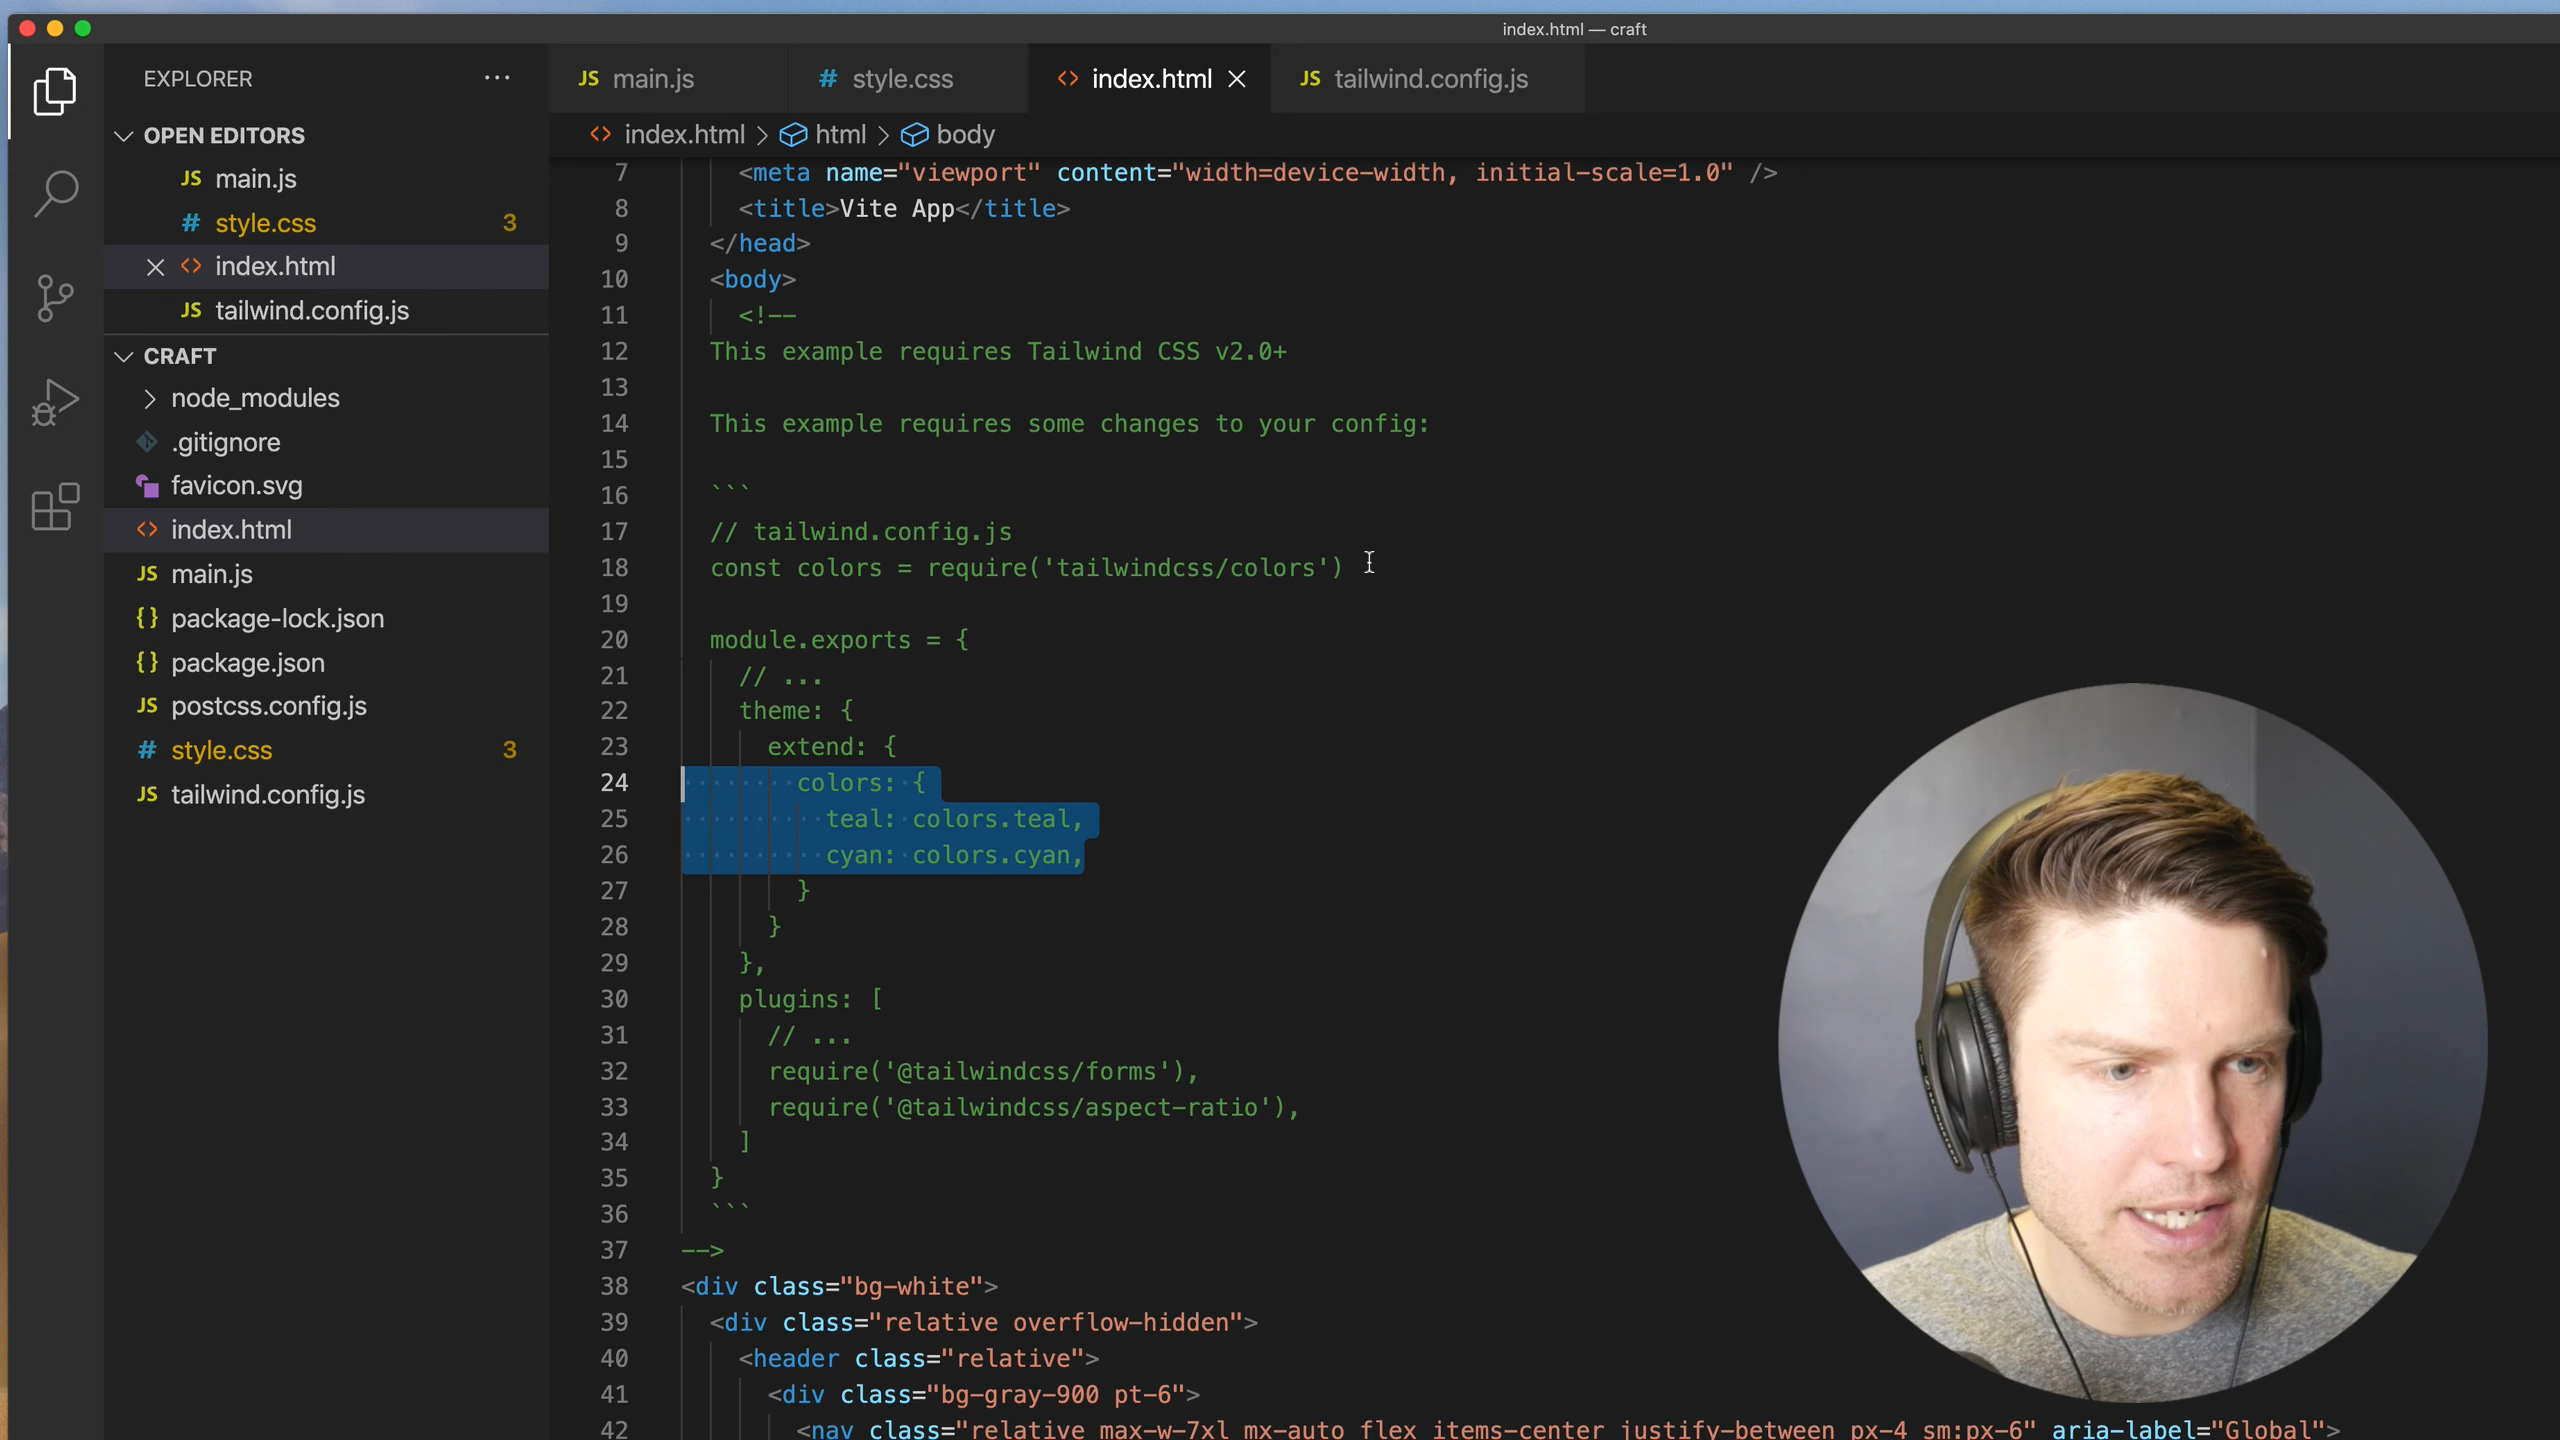 index.html — craft
EXPLORER
OPEN EDITORS
JS main.js
# style.css 3
<> index.html
JS tailwind.config.js
CRAFT
node_modules
.gitignore
favicon.svg
<> index.html
JS main.js
{} package-lock.json
{} package.json
JS postcss.config.js
# style.css 3
JS tailwind.config.js
JS main.js # style.css <> index.html JS tailwind.config.js
<> index.html > html > body
7 <meta name="viewport" content="width=device-width, initial-scale=1.0" />
8 <title>Vite App</title>
9 </head>
10 <body>
11 <!--
12 This example requires Tailwind CSS v2.0+
13
14 This example requires some changes to your config:
15
16 ```
17 // tailwind.config.js
18 const colors = require('tailwindcss/colors')
19
20 module.exports = {
21 // ...
22 theme: {
23 extend: {
24 colors: {
25 teal: colors.teal,
26 cyan: colors.cyan,
27 }
28 }
29 },
30 plugins: [
31 // ...
32 require('@tailwindcss/forms'),
33 require('@tailwindcss/aspect-ratio'),
34 ]
35 }
36 ```
37 -->
38 <div class="bg-white">
39 <div class="relative overflow-hidden">
40 <header class="relative">
41 <div class="bg-gray-900 pt-6">
42 <nav class="relative max-w-7xl mx-auto flex items-center justify-between px-4 sm:px-6" aria-label="Global">